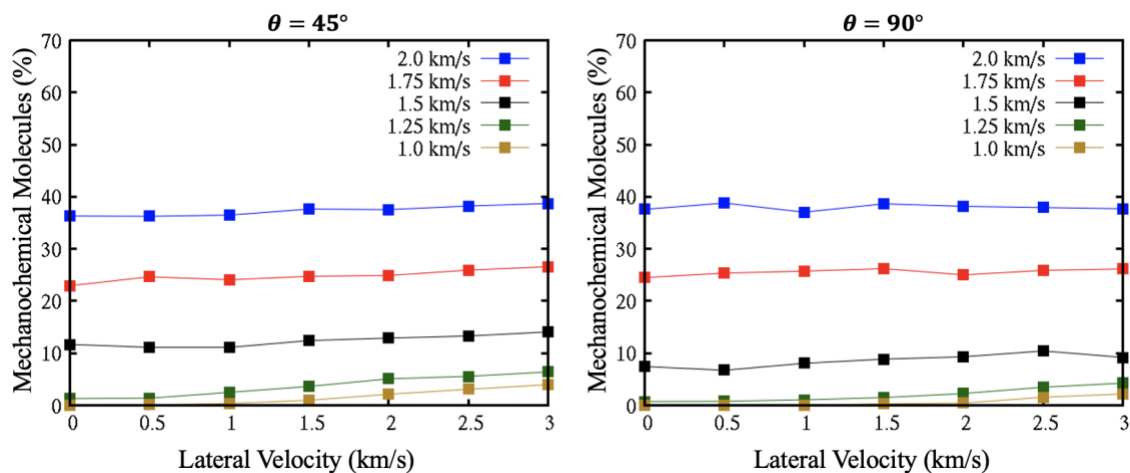 θ = 45°
Mechanochemical Molecules (%)
70
60
50
40
30
20
10
0
2.0 km/s
1.75 km/s
1.5 km/s
1.25 km/s
1.0 km/s
0 0.5 1 1.5 2 2.5 3
Lateral Velocity (km/s)
θ = 90°
Mechanochemical Molecules (%)
70
60
50
40
30
20
10
0
2.0 km/s
1.75 km/s
1.5 km/s
1.25 km/s
1.0 km/s
0 0.5 1 1.5 2 2.5 3
Lateral Velocity (km/s)